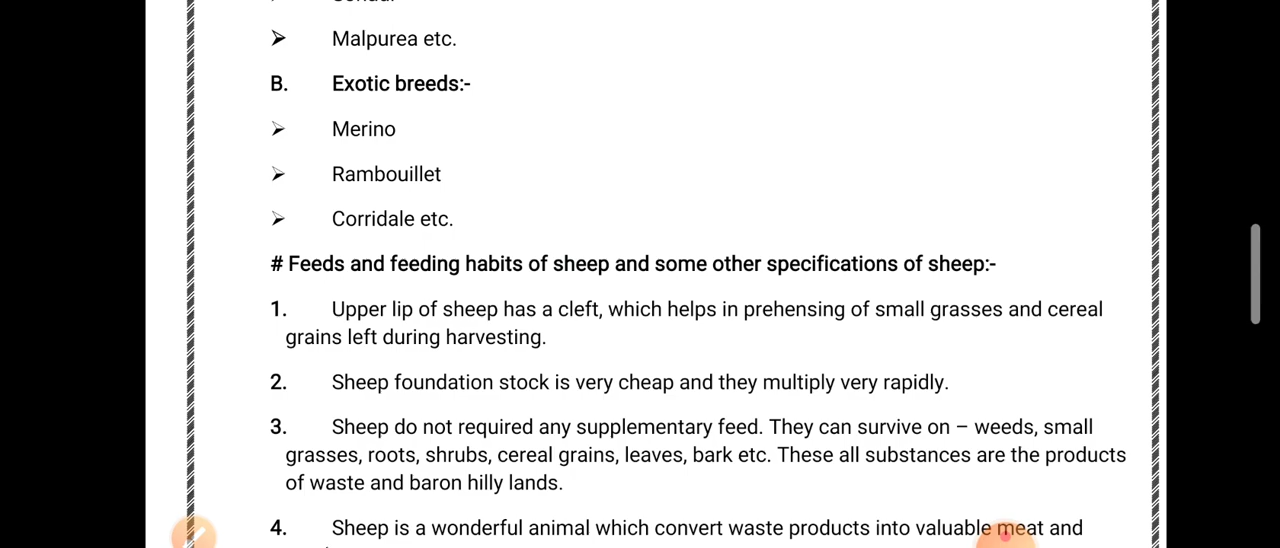 ➢ Malpurea etc.
B. Exotic breeds:-
➢ Merino
➢ Rambouillet
➢ Corridale etc.
# Feeds and feeding habits of sheep and some other specifications of sheep:-
1. Upper lip of sheep has a cleft, which helps in prehensing of small grasses and cereal
grains left during harvesting.
2. Sheep foundation stock is very cheap and they multiply very rapidly.
3. Sheep do not required any supplementary feed. They can survive on – weeds, small
grasses, roots, shrubs, cereal grains, leaves, bark etc. These all substances are the products
of waste and baron hilly lands.
4. Sheep is a wonderful animal which convert waste products into valuable meat and